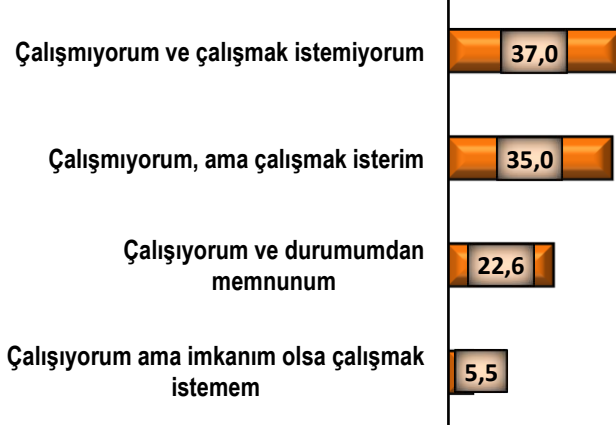 Çalışmıyorum ve çalışmak istemiyorum
37,0
Çalışmıyorum, ama çalışmak isterim
35,0
Çalışıyorum ve durumumdan
memnunum
22,6
Çalışıyorum ama imkanım olsa çalışmak
istemem
5,5